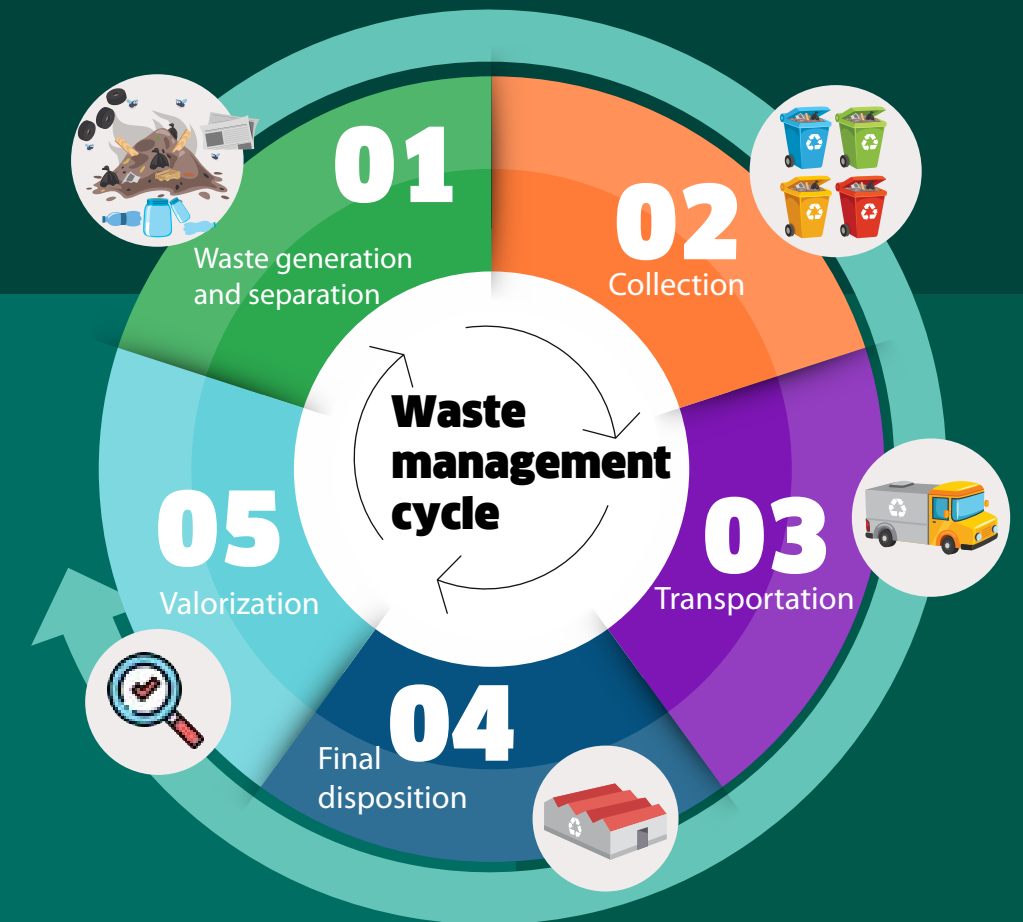 Waste
management
cycle
01
Waste generation
and separation
02
Collection
03
Transportation
04
Final
disposition
05
Valorization